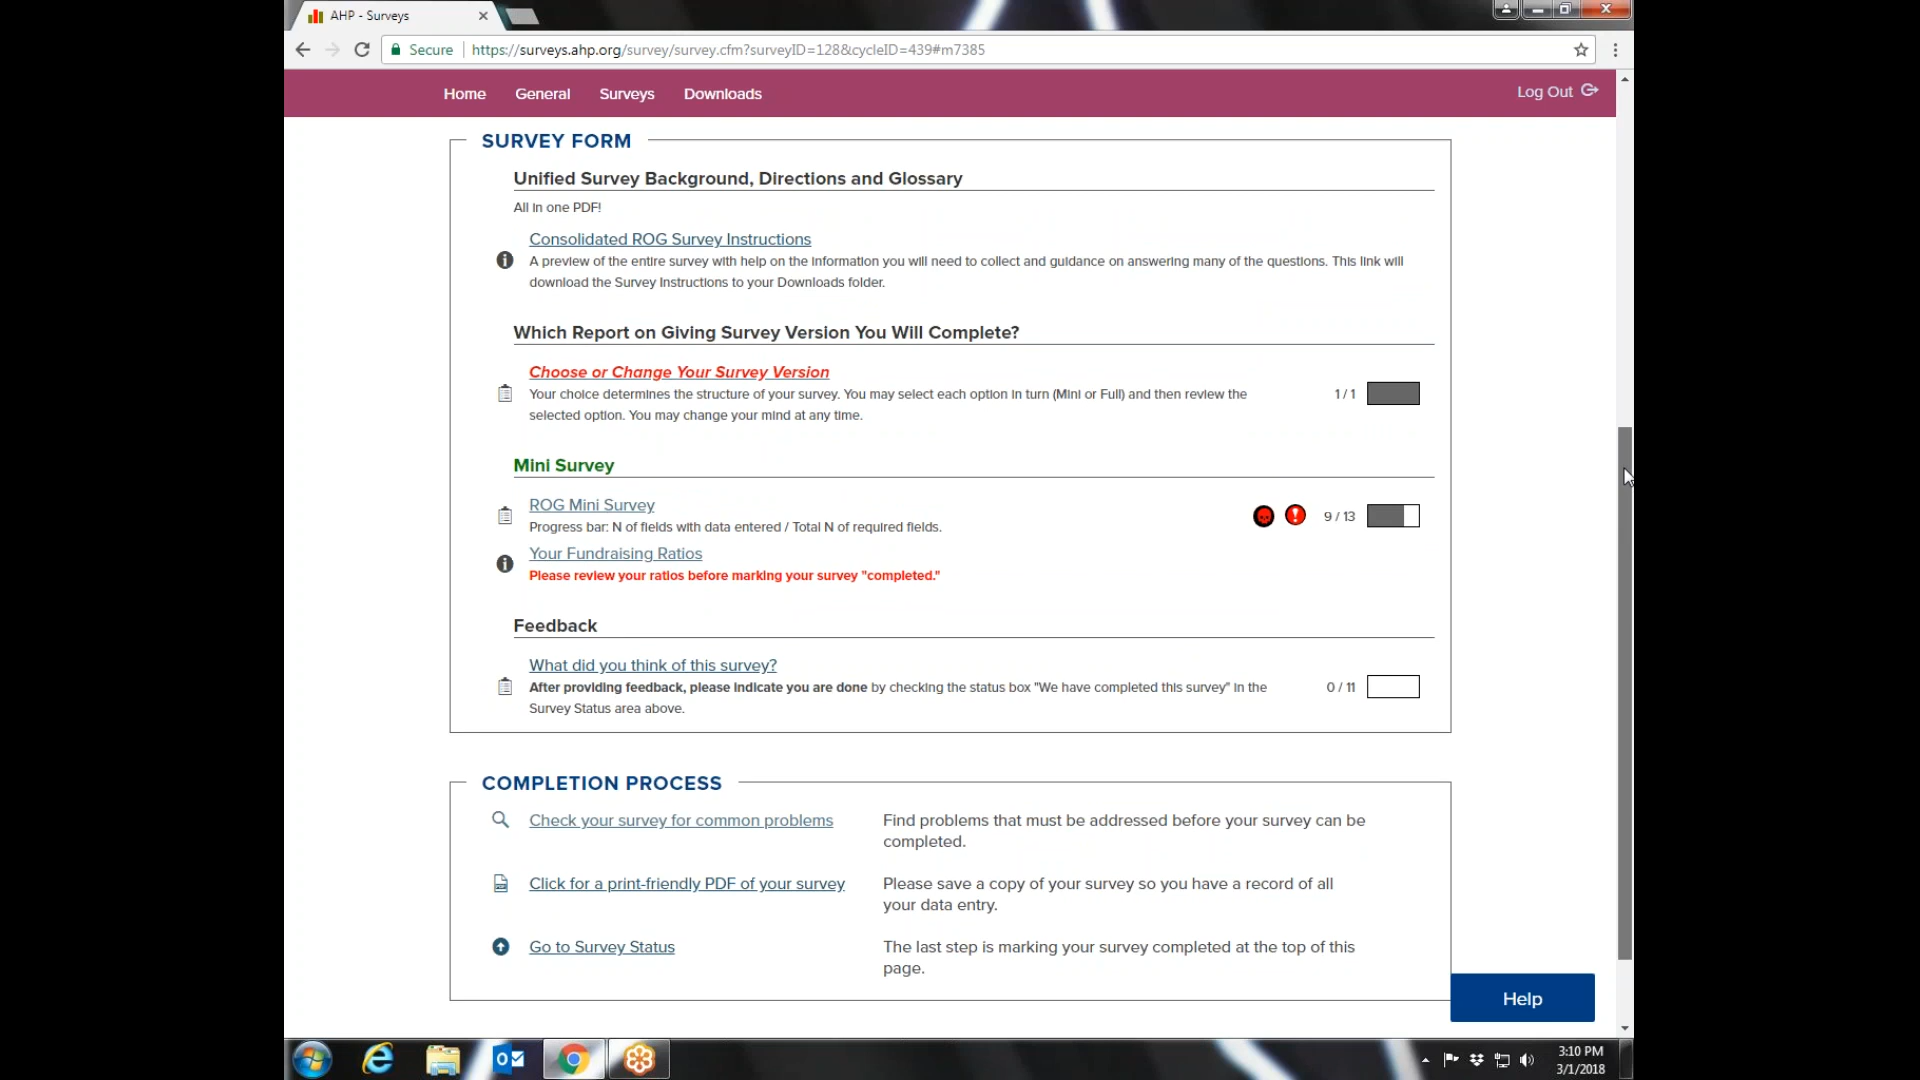 AHP - Surveys
Secure
https://surveys.ahp.org/survey/survey.cfm?surveyID=128&cycleID=439#m7385
Home General Surveys Downloads
Log Out
SURVEY FORM
Unified Survey Background, Directions and Glossary
All in one PDF!
Consolidated ROG Survey Instructions
A preview of the entire survey with help on the information you will need to collect and guidance on answering many of the questions. This link will
download the Survey Instructions to your Downloads folder.
Which Report on Giving Survey Version You Will Complete?
Choose or Change Your Survey Version
Your choice determines the structure of your survey. You may select each option in turn (Mini or Full) and then review the
selected option. You may change your mind at any time.
1 / 1
Mini Survey
ROG Mini Survey
Progress bar: N of fields with data entered / Total N of required fields.
9 / 13
Your Fundraising Ratios
Please review your ratios before marking your survey "completed."
Feedback
What did you think of this survey?
After providing feedback, please indicate you are done by checking the status box "We have completed this survey" in the
Survey Status area above.
0 / 11
COMPLETION PROCESS
Check your survey for common problems
Find problems that must be addressed before your survey can be
completed.
Click for a print-friendly PDF of your survey
Please save a copy of your survey so you have a record of all
your data entry.
Go to Survey Status
The last step is marking your survey completed at the top of this
page.
Help
3:10 PM
3/1/2018